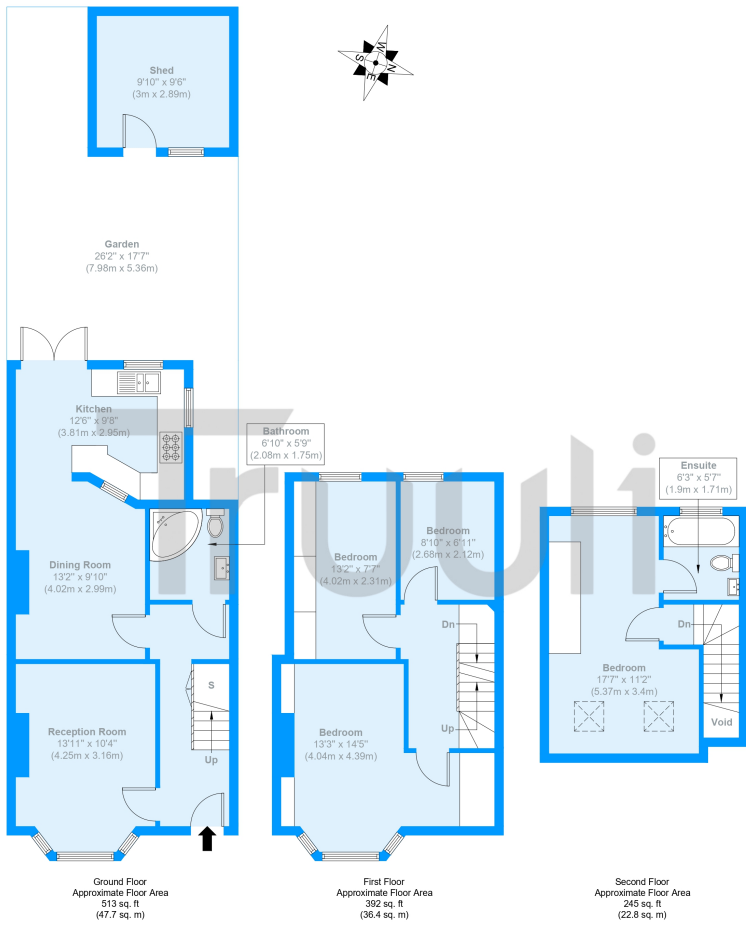 Shed
9'10" x 9'6"
(3m x 2.89m)
W
N
S
E
Garden
26'2" x 17'7"
(7.98m x 5.36m)
Kitchen
12'6" x 9'8"
(3.81m x 2.95m)
Truuli
Bathroom
6'10" x 5'9"
(2.08m x 1.75m)
Ensuite
6'3" x 5'7"
(1.9m x 1.71m)
Bedroom
8'10" x 6'11"
(2.68m x 2.12m)
Bedroom
13'2" x 7'7"
(4.02m x 2.31m)
Dining Room
13'2" x 9'10"
(4.02m x 2.99m)
Dn
Dn
Bedroom
17'7" x 11'2"
(5.37m x 3.4m)
S
Reception Room
13'11" x 10'4"
(4.25m x 3.16m)
Up
Bedroom
13'3" x 14'5"
(4.04m x 4.39m)
Up
Void
Ground Floor
Approximate Floor Area
513 sq. ft
(47.7 sq. m)
First Floor
Approximate Floor Area
392 sq. ft
(36.4 sq. m)
Second Floor
Approximate Floor Area
245 sq. ft
(22.8 sq. m)